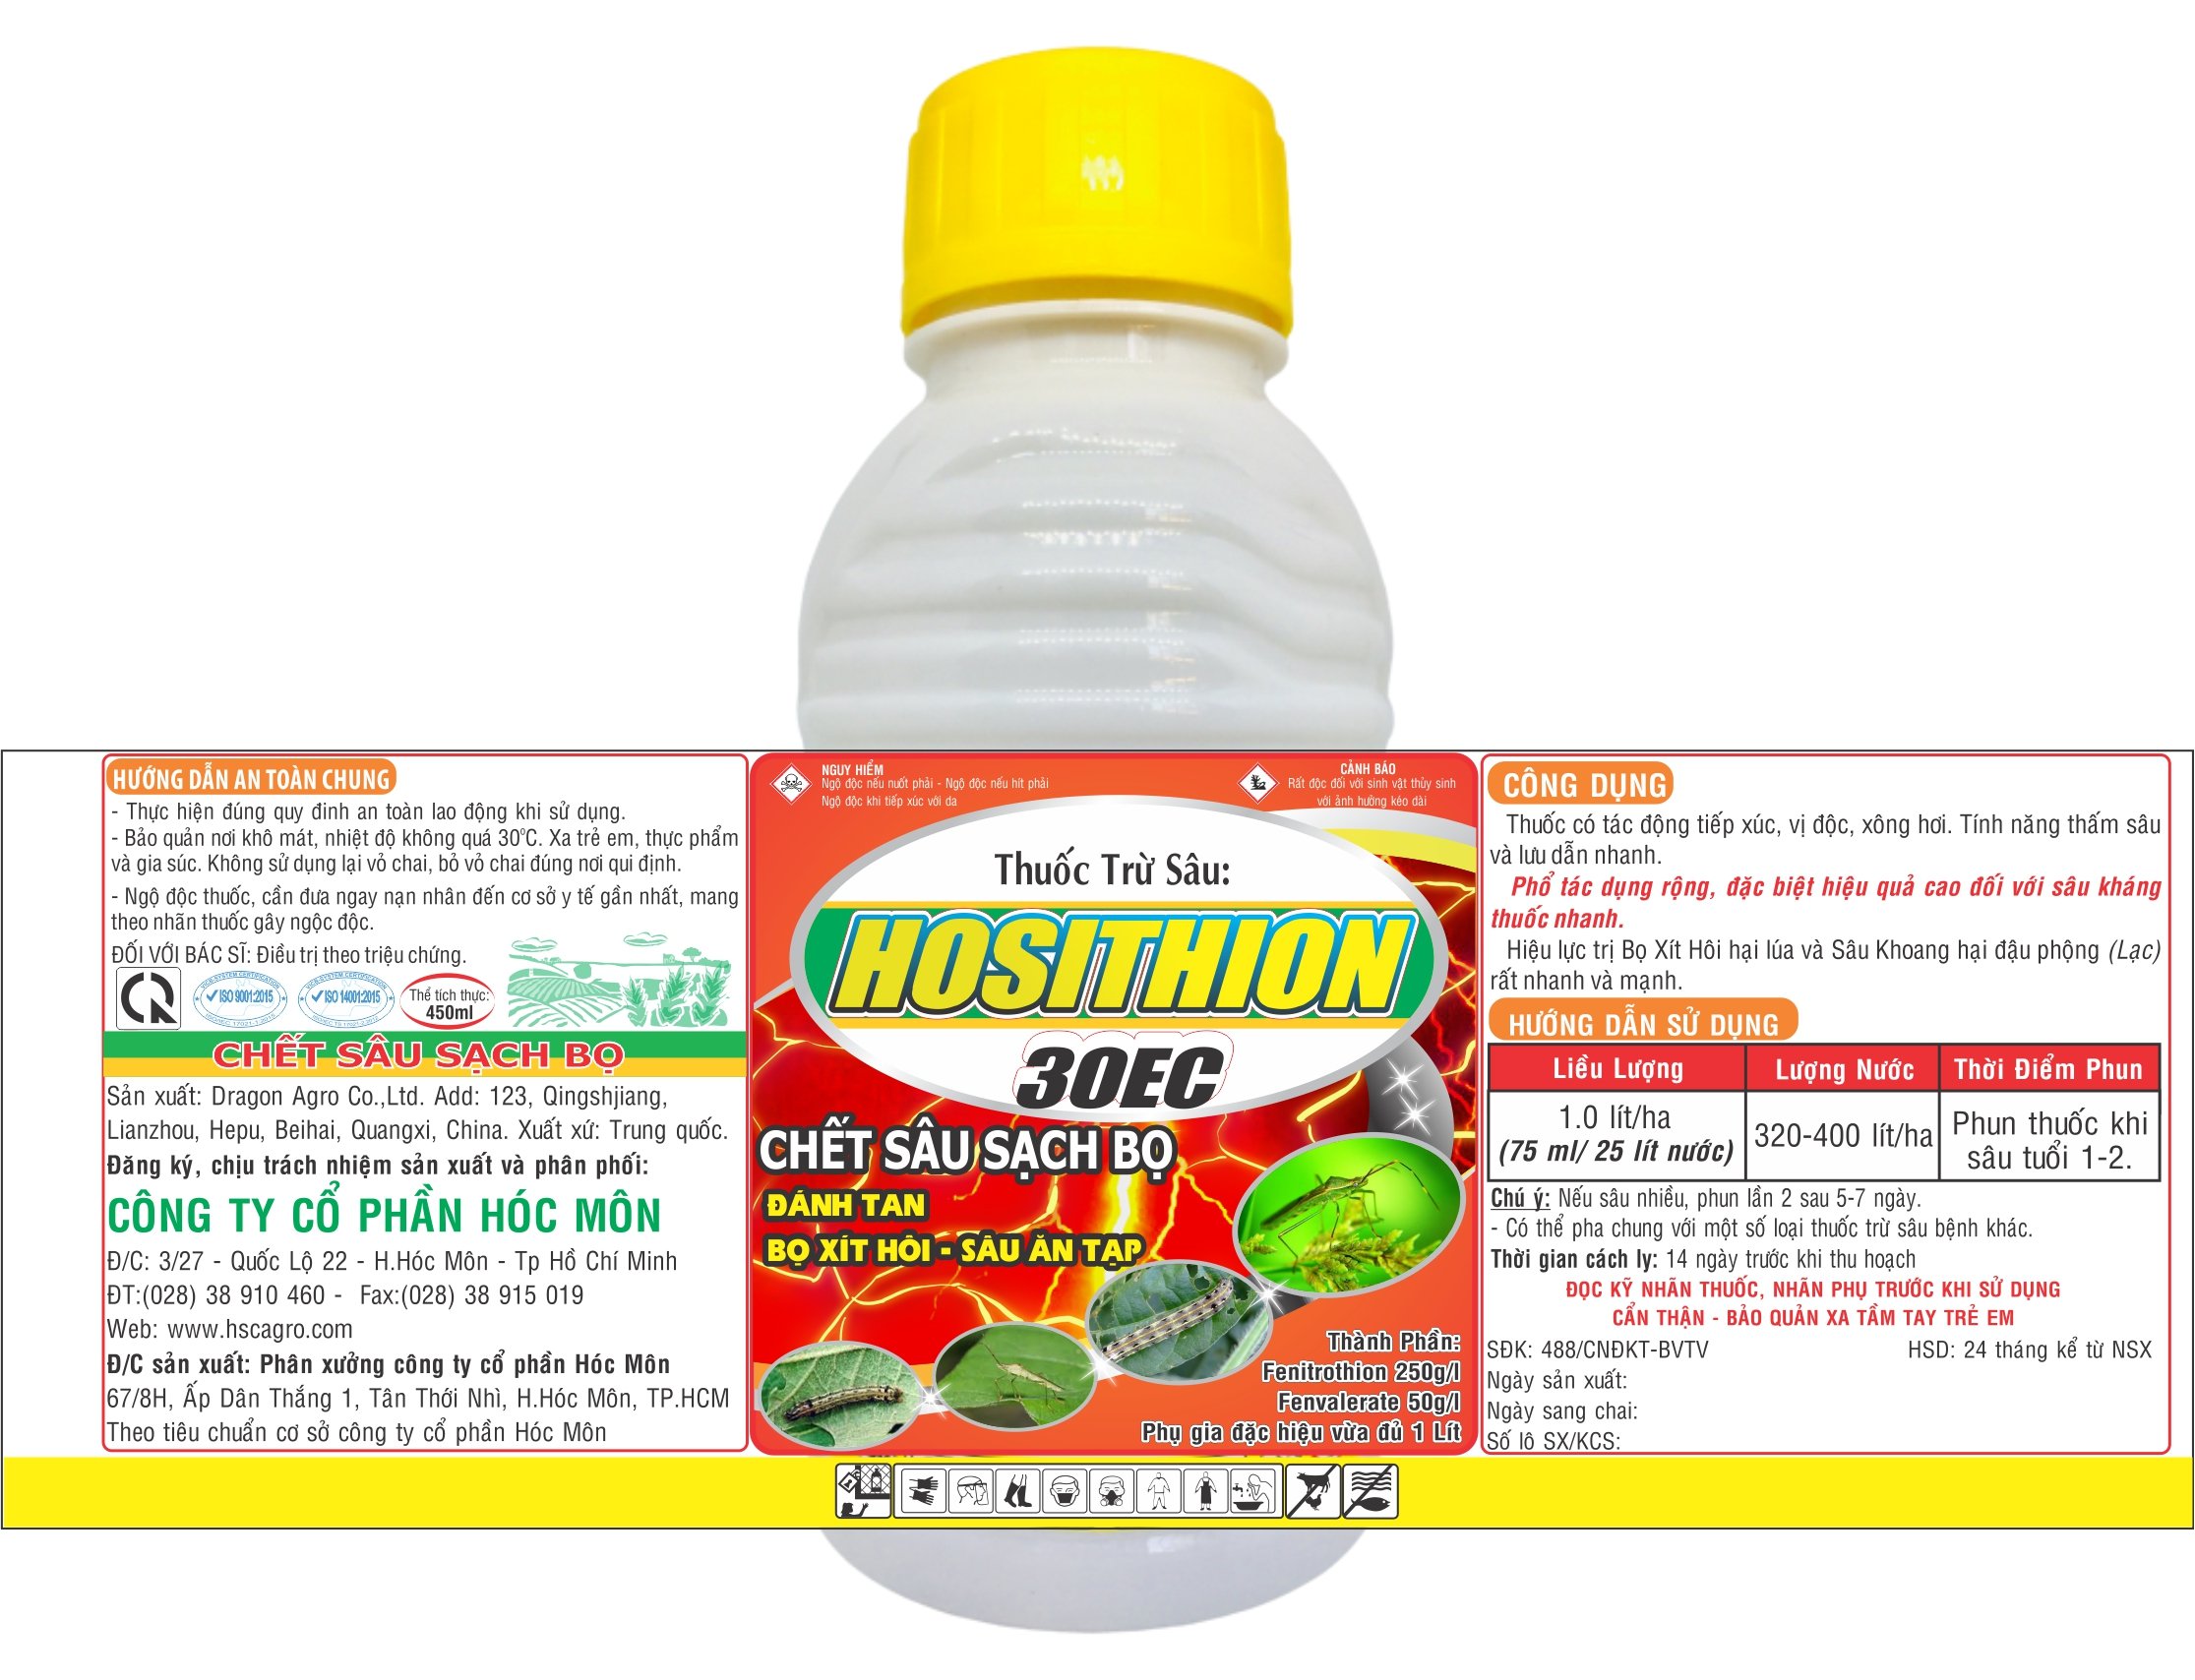 HƯỚNG DẪN AN TOÀN CHUNG
- Thực hiện đúng quy đinh an toàn lao động khi sử dụng.
- Bảo quản nơi khô mát, nhiệt độ không quá 30⁰C. Xa trẻ em, thực phẩm
và gia súc. Không sử dụng lại vỏ chai, bỏ vỏ chai đúng nơi qui định.
- Ngộ độc thuốc, cần đưa ngay nạn nhân đến cơ sở y tế gần nhất, mang
theo nhãn thuốc gây ngộc độc.
ĐỐI VỚI BÁC SĨ: Điều trị theo triệu chứng.
ISO 9001:2015
ISO 14001:2015
Thể tích thực:
450ml
CHẾT SÂU SẠCH BỌ
Sản xuất: Dragon Agro Co.,Ltd. Add: 123, Qingshjiang,
Lianzhou, Hepu, Beihai, Quangxi, China. Xuất xứ: Trung quốc.
Đăng ký, chịu trách nhiệm sản xuất và phân phối:
CÔNG TY CỔ PHẦN HÓC MÔN
Đ/C: 3/27 - Quốc Lộ 22 - H.Hóc Môn - Tp Hồ Chí Minh
ĐT:(028) 38 910 460 - Fax:(028) 38 915 019
Web: www.hscagro.com
Đ/C sản xuất: Phân xưởng công ty cổ phần Hóc Môn
67/8H, Ấp Dân Thắng 1, Tân Thới Nhì, H.Hóc Môn, TP.HCM
Theo tiêu chuẩn cơ sở công ty cổ phần Hóc Môn
NGUY HIỂM
Ngộ độc nếu nuốt phải - Ngộ độc nếu hít phải
Ngộ độc khi tiếp xúc với da
CẢNH BÁO
Rất độc đối với sinh vật thủy sinh
với ảnh hưởng kéo dài
Thuốc Trừ Sâu:
HOSITHION
30EC
CHẾT SÂU SẠCH BỌ
ĐÁNH TAN
BỌ XÍT HÔI - SÂU ĂN TẠP
Thành Phần:
Fenitrothion 250g/l
Fenvalerate 50g/l
Phụ gia đặc hiệu vừa đủ 1 Lít
CÔNG DỤNG
Thuốc có tác động tiếp xúc, vị độc, xông hơi. Tính năng thấm sâu
và lưu dẫn nhanh.
Phổ tác dụng rộng, đặc biệt hiệu quả cao đối với sâu kháng
thuốc nhanh.
Hiệu lực trị Bọ Xít Hôi hại lúa và Sâu Khoang hại đậu phộng (Lạc)
rất nhanh và mạnh.
HƯỚNG DẪN SỬ DỤNG
Liều Lượng Lượng Nước Thời Điểm Phun
1.0 lít/ha
(75 ml/ 25 lít nước)
320-400 lít/ha
Phun thuốc khi
sâu tuổi 1-2.
Chú ý: Nếu sâu nhiều, phun lần 2 sau 5-7 ngày.
- Có thể pha chung với một số loại thuốc trừ sâu bệnh khác.
Thời gian cách ly: 14 ngày trước khi thu hoạch
ĐỌC KỸ NHÃN THUỐC, NHÃN PHỤ TRƯỚC KHI SỬ DỤNG
CẨN THẬN - BẢO QUẢN XA TẦM TAY TRẺ EM
SĐK: 488/CNĐKT-BVTV HSD: 24 tháng kể từ NSX
Ngày sản xuất:
Ngày sang chai:
Số lô SX/KCS: